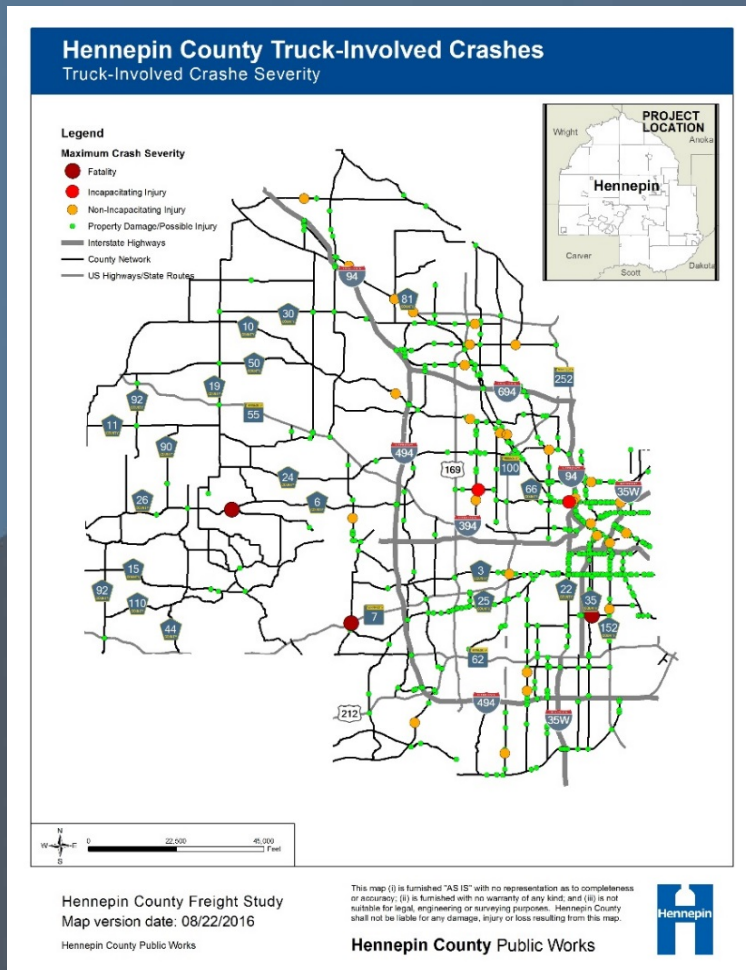 Hennepin County Truck-Involved Crashes
Truck-Involved Crashe Severity
PROJECT
LOCATION
Wright
Anoka
Hennepin
Carver
Scott
Dakota
Legend
Maximum Crash Severity
Fatality
Incapacitating Injury
Non-Incapacitating Injury
Property Damage/Possible Injury
Interstate Highways
County Network
US Highways/State Routes
94
81
30
10
50
252
19
92
694
55
11
90
494
169
100
94
24
66
35W
26
6
394
15
3
92
22
35
110
25
7
152
44
62
212
494
35W
N
W
E
S
0
22,500
45,000
Feet
Hennepin County Freight Study
Map version date: 08/22/2016
Hennepin County Public Works
This map (i) is furnished "AS IS" with no representation as to completeness
or accuracy; (ii) is furnished with no warranty of any kind; and (iii) is not
suitable for legal, engineering or surveying purposes. Hennepin County
shall not be liable for any damage, injury or loss resulting from this map.
Hennepin County Public Works
Hennepin